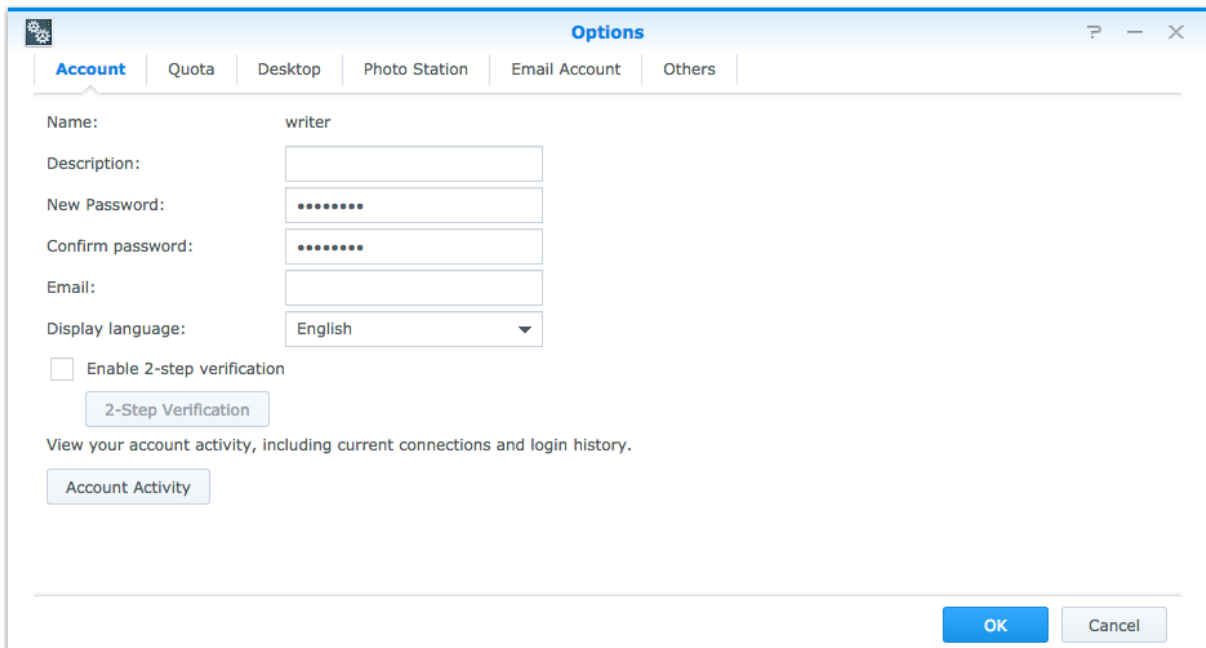 Options
Account Quota Desktop Photo Station Email Account Others
Name: writer
Description:
New Password: ••••••••
Confirm password: ••••••••
Email:
Display language: English
Enable 2-step verification
2-Step Verification
View your account activity, including current connections and login history.
Account Activity
OK Cancel